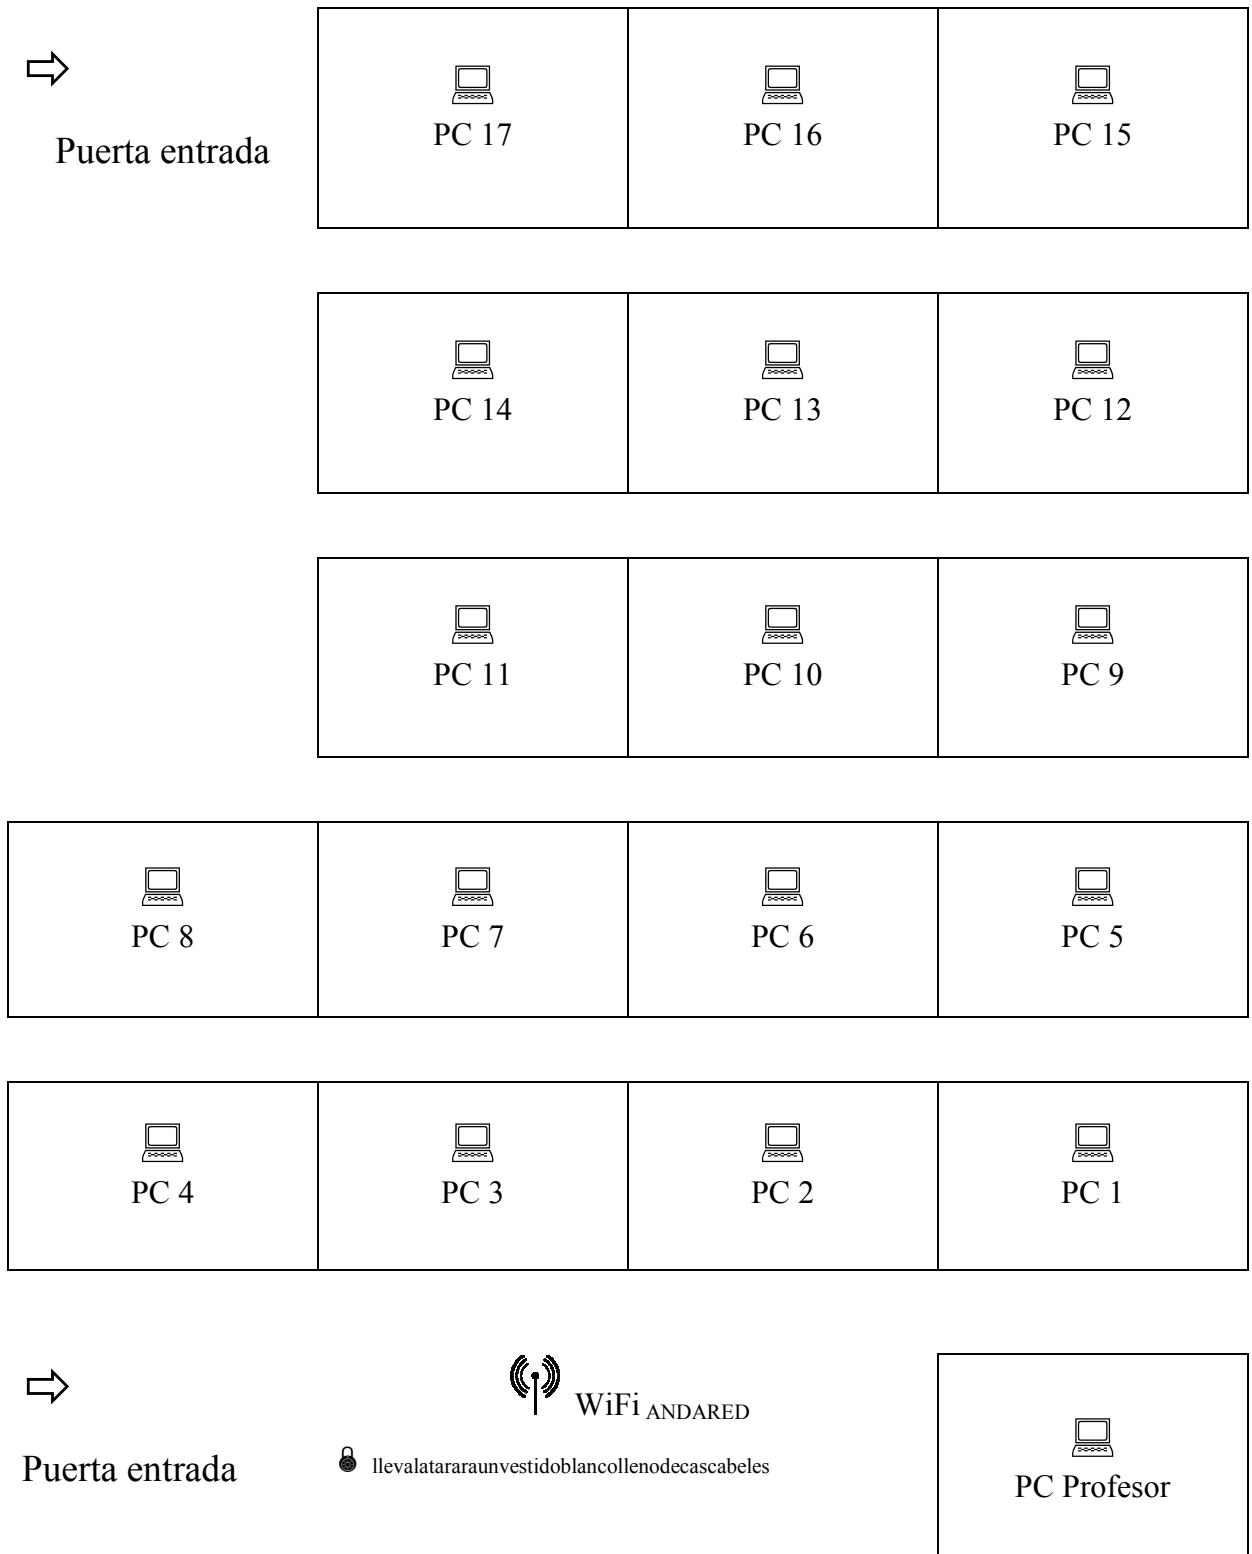 Puerta entrada
PC 17 PC 16 PC 15
PC 14 PC 13 PC 12
PC 11 PC 10 PC 9
PC 8 PC 7 PC 6 PC 5
PC 4 PC 3 PC 2 PC 1
WiFi ANDARED
Puerta entrada
llevalatararaunvestidoblancollenodecascabeles
PC Profesor